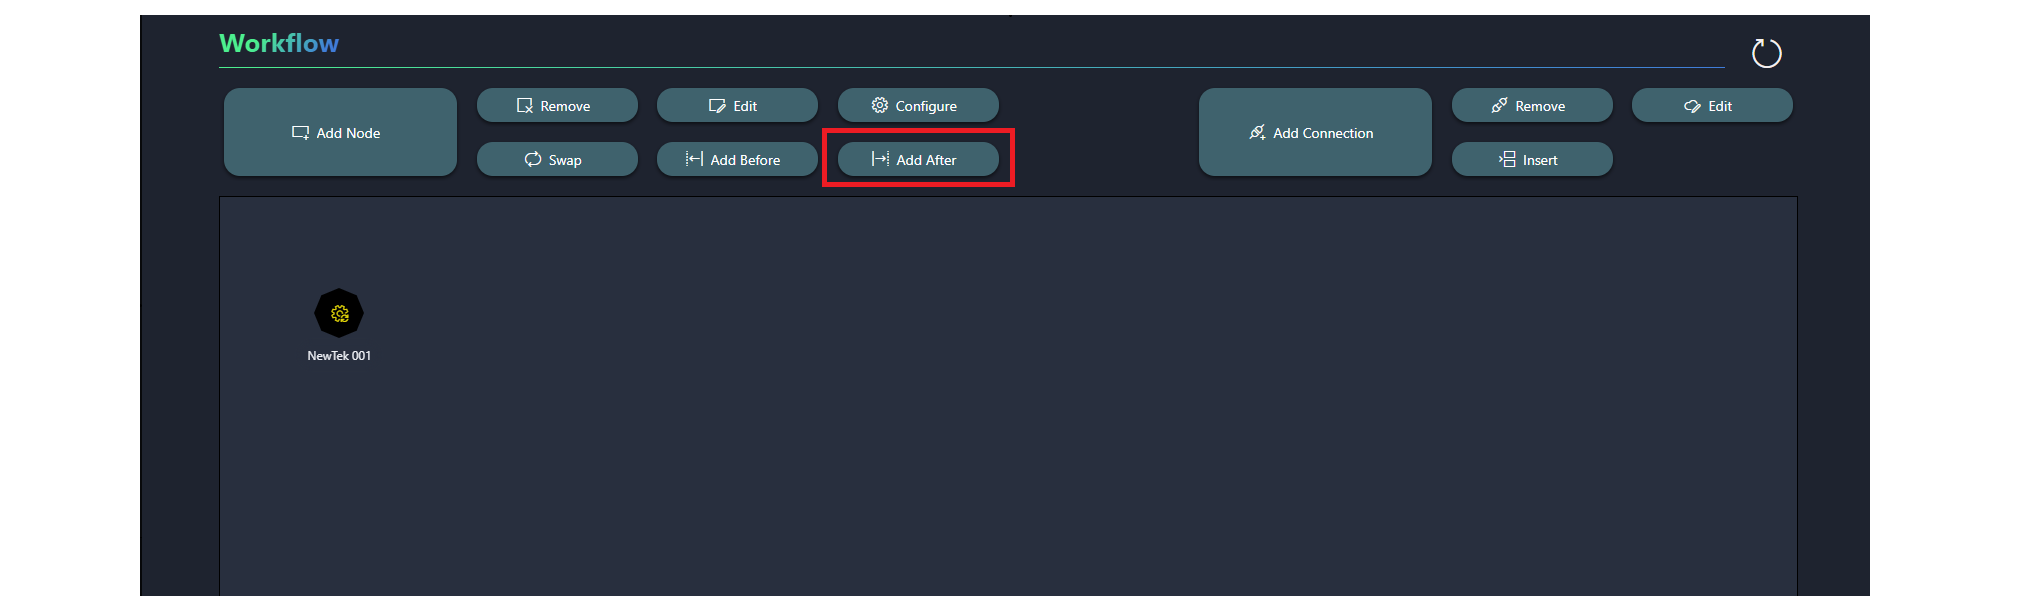 Workflow
Add Node
Remove
Edit
Configure
Swap
Add Before
Add After
Add Connection
Remove
Edit
Insert
NewTek 001